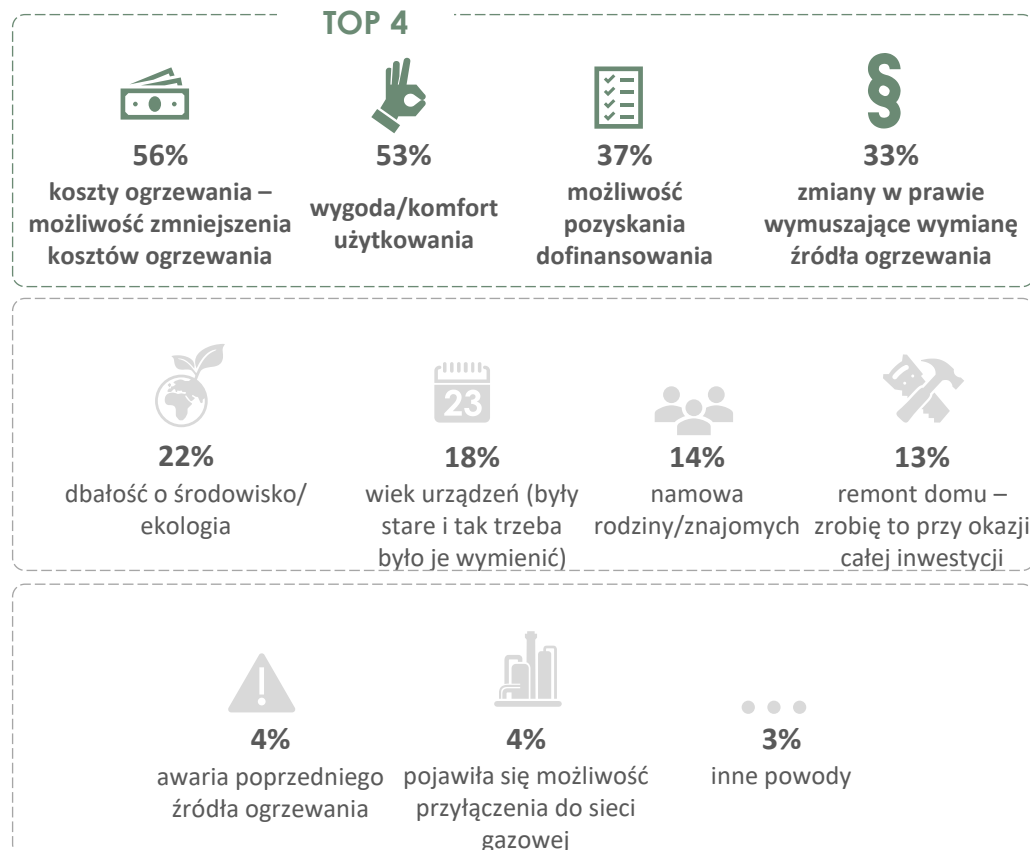 TOP 4
56%
koszty ogrzewania –
możliwość zmniejszenia
kosztów ogrzewania
53%
wygoda/komfort
użytkowania
37%
możliwość
pozyskania
dofinansowania
33%
zmiany w prawie
wymuszające wymianę
źródła ogrzewania
22%
dbałość o środowisko/
ekologia
23
18%
wiek urządzeń (były
stare i tak trzeba
było je wymienić)
14%
namowa
rodziny/znajomych
13%
remont domu –
zrobię to przy okazji
całej inwestycji
4%
awaria poprzedniego
źródła ogrzewania
4%
pojawiła się możliwość
przyłączenia do sieci
gazowej
3%
inne powody